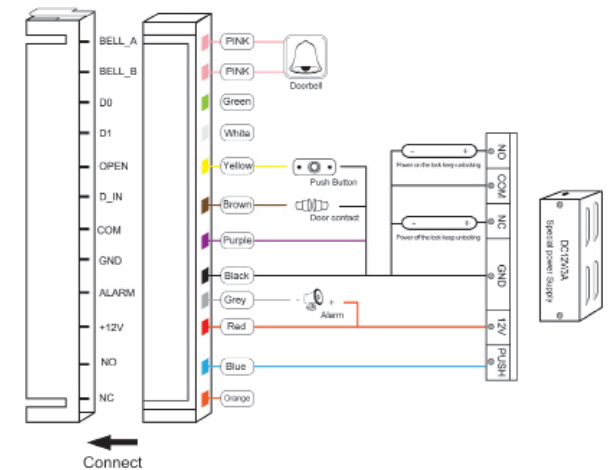 BELL_A
BELL_B
D0
D1
OPEN
D_IN
COM
GND
ALARM
+12V
NO
NC
Connect
PINK
PINK
Green
White
Yellow
Brown
Purple
Black
Grey
Red
Blue
Orange
Doorbell
Push Button
Door contact
- +
Alarm
- +
Power on the lock keep unlocking
- +
Power off the lock keep unlocking
NO
COM
NC
GND
12V
PUSH
DC12V/3A
Special power Supply